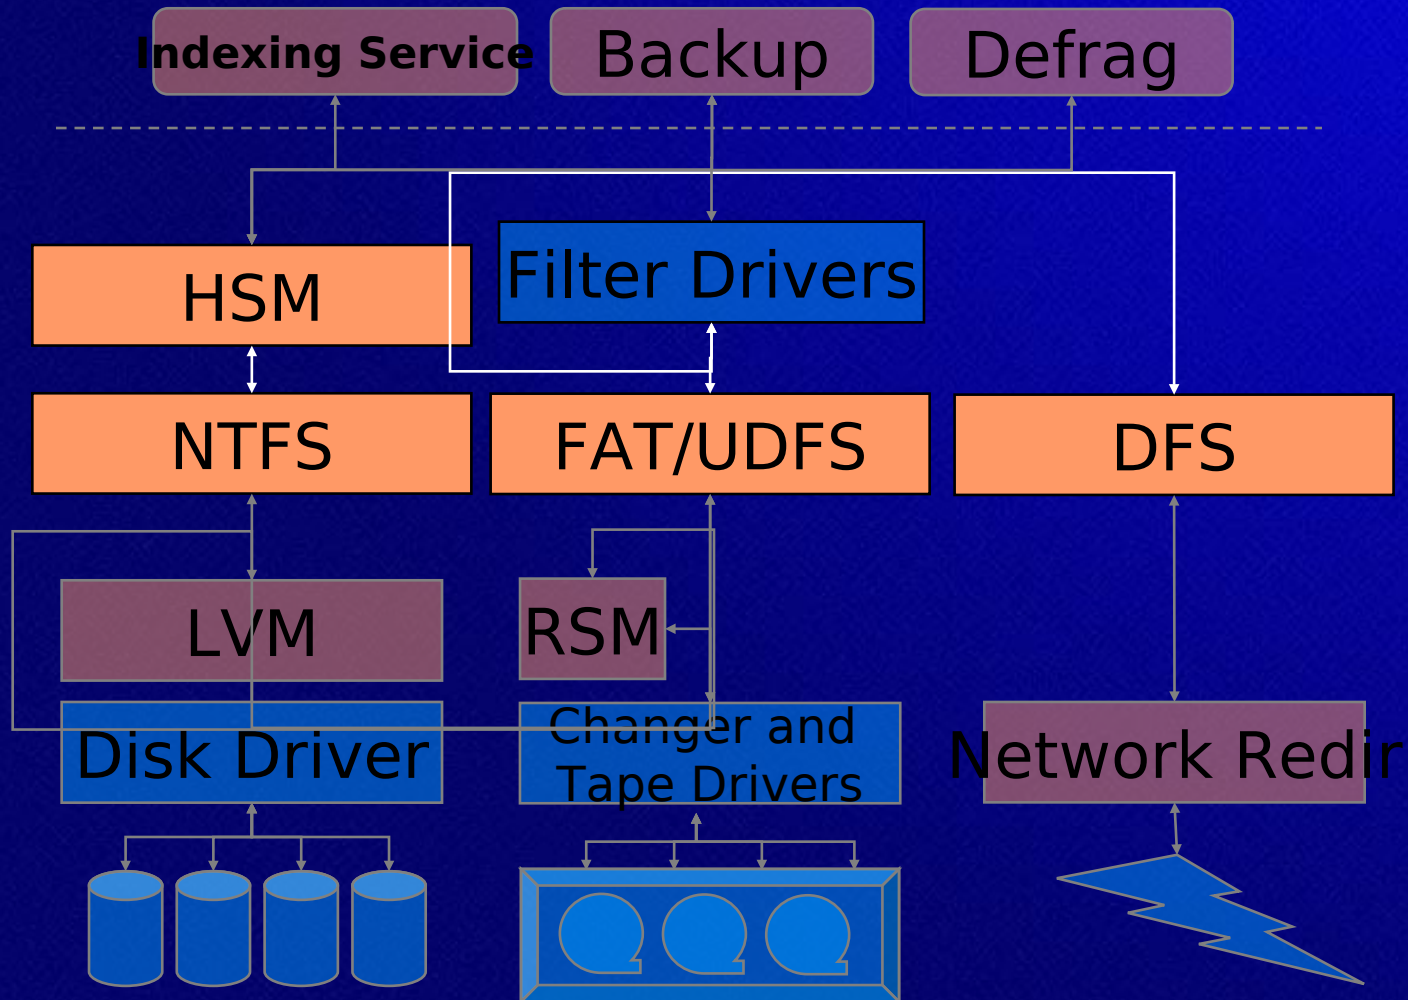 Indexing Service
Backup
Defrag
Filter Drivers
HSM
NTFS
FAT/UDFS
DFS
LVM
RSM
Disk Driver
Changer and
Tape Drivers
Network Redir